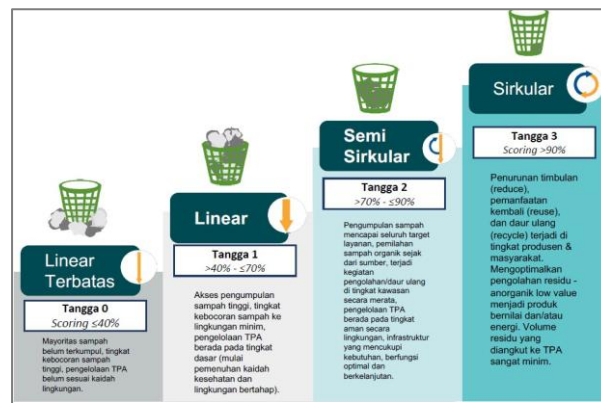 Linear
Terbatas
Tangga 0
Scoring ≤40%
Mayoritas sampah
belum terkumpul, tingkat
kebocoran sampah
tinggi, pengelolaan TPA
belum sesuai kaidah
lingkungan.
Linear
Tangga 1
>40% - ≤70%
Akses pengumpulan
sampah tinggi, tingkat
kebocoran sampah ke
lingkungan minim,
pengelolaan TPA
berada pada tingkat
dasar (mulai
pemenuhan kaidah
kesehatan dan
lingkungan bertahap).
Semi
Sirkular
Tangga 2
>70% - ≤90%
Pengumpulan sampah
mencapai seluruh target
layanan, pemilahan
sampah organik sejak
dari sumber, terjadi
kegiatan
pengolahan/daur ulang
di tingkat kawasan
secara merata,
pengelolaan TPA
berada pada tingkat
aman secara
lingkungan, infrastruktur
yang mencukupi
kebutuhan, berfungsi
optimal dan
berkelanjutan.
Sirkular
Tangga 3
Scoring >90%
Penurunan timbulan
(reduce),
pemanfaatan
kembali (reuse),
dan daur ulang
(recycle) terjadi di
tingkat produsen &
masyarakat.
Mengoptimalkan
pengolahan residu -
anorganik low value
menjadi produk
bernilai dan/atau
energi. Volume
residu yang
diangkut ke TPA
sangat minim.